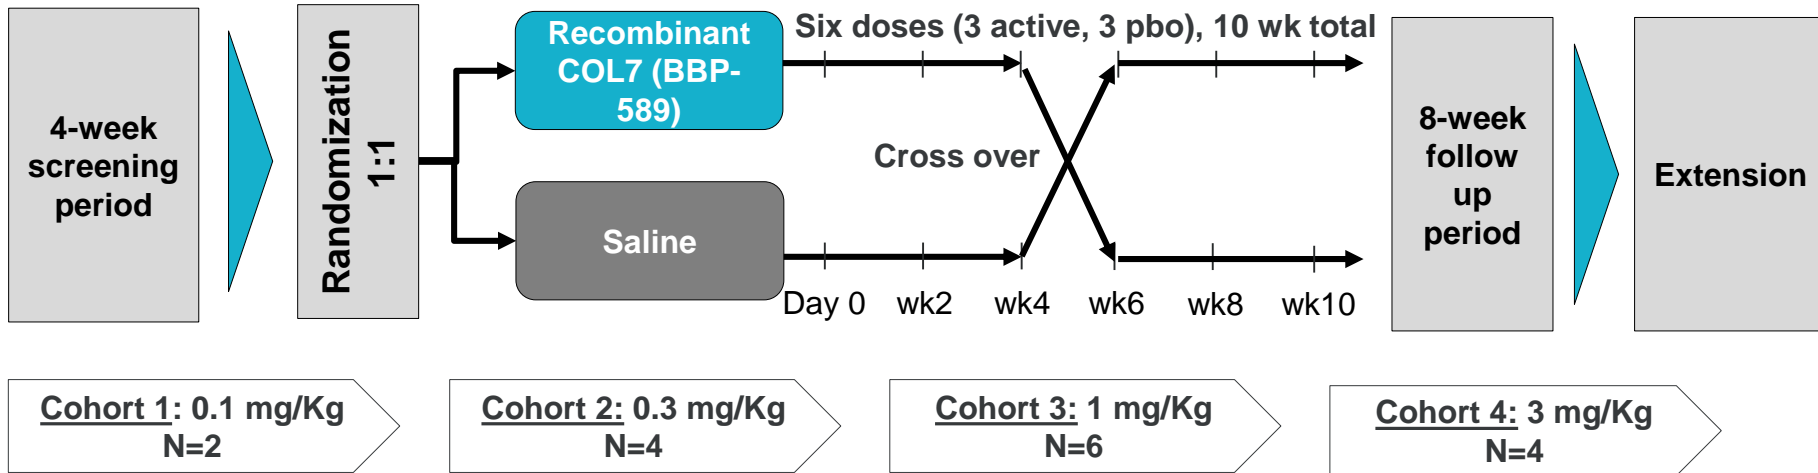 4-week
screening
period
Randomization
1:1
Recombinant
COL7 (BBP-
589)
Saline
Six doses (3 active, 3 pbo), 10 wk total
Cross over
Day 0 wk2 wk4 wk6 wk8 wk10
8-week
follow
up
period
Extension
Cohort 1: 0.1 mg/Kg
N=2
Cohort 2: 0.3 mg/Kg
N=4
Cohort 3: 1 mg/Kg
N=6
Cohort 4: 3 mg/Kg
N=4